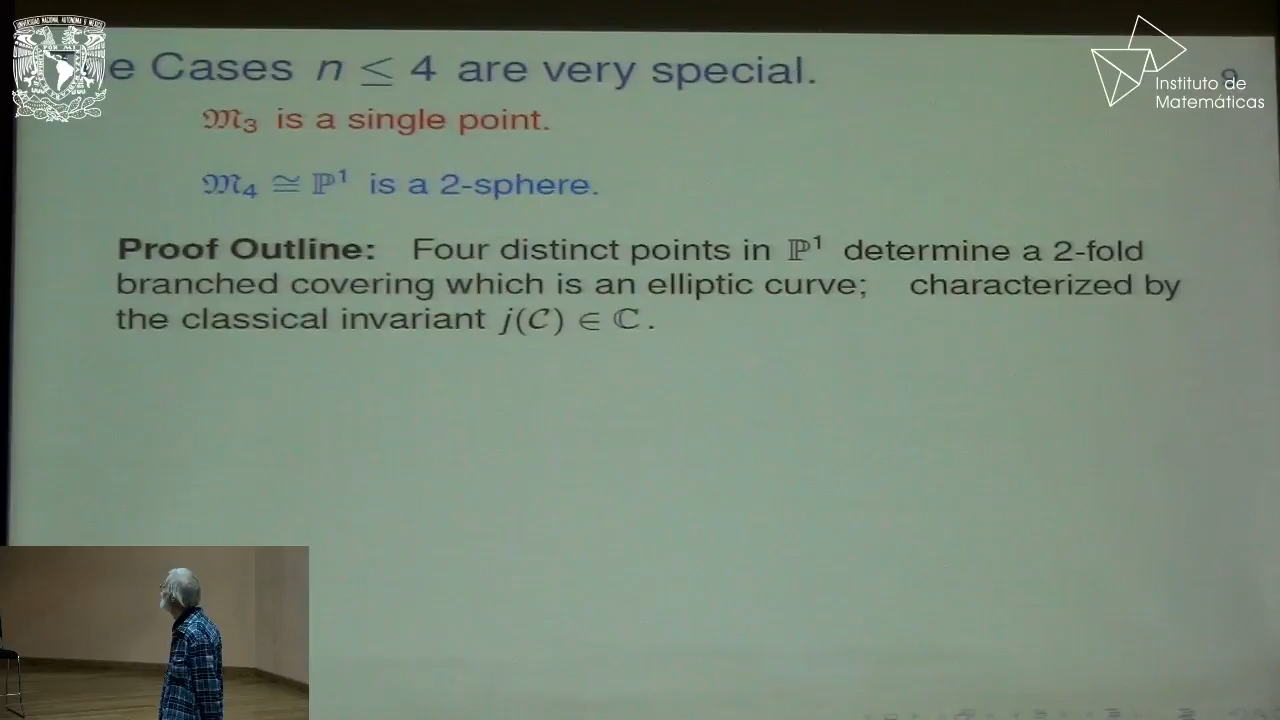 e Cases n ≤ 4 are very special.
Instituto de
Matemáticas
𝔐₃ is a single point.
𝔐₄ ≅ ℙ¹ is a 2-sphere.
Proof Outline: Four distinct points in ℙ¹ determine a 2-fold
branched covering which is an elliptic curve; characterized by
the classical invariant j(𝒞) ∈ ℂ.